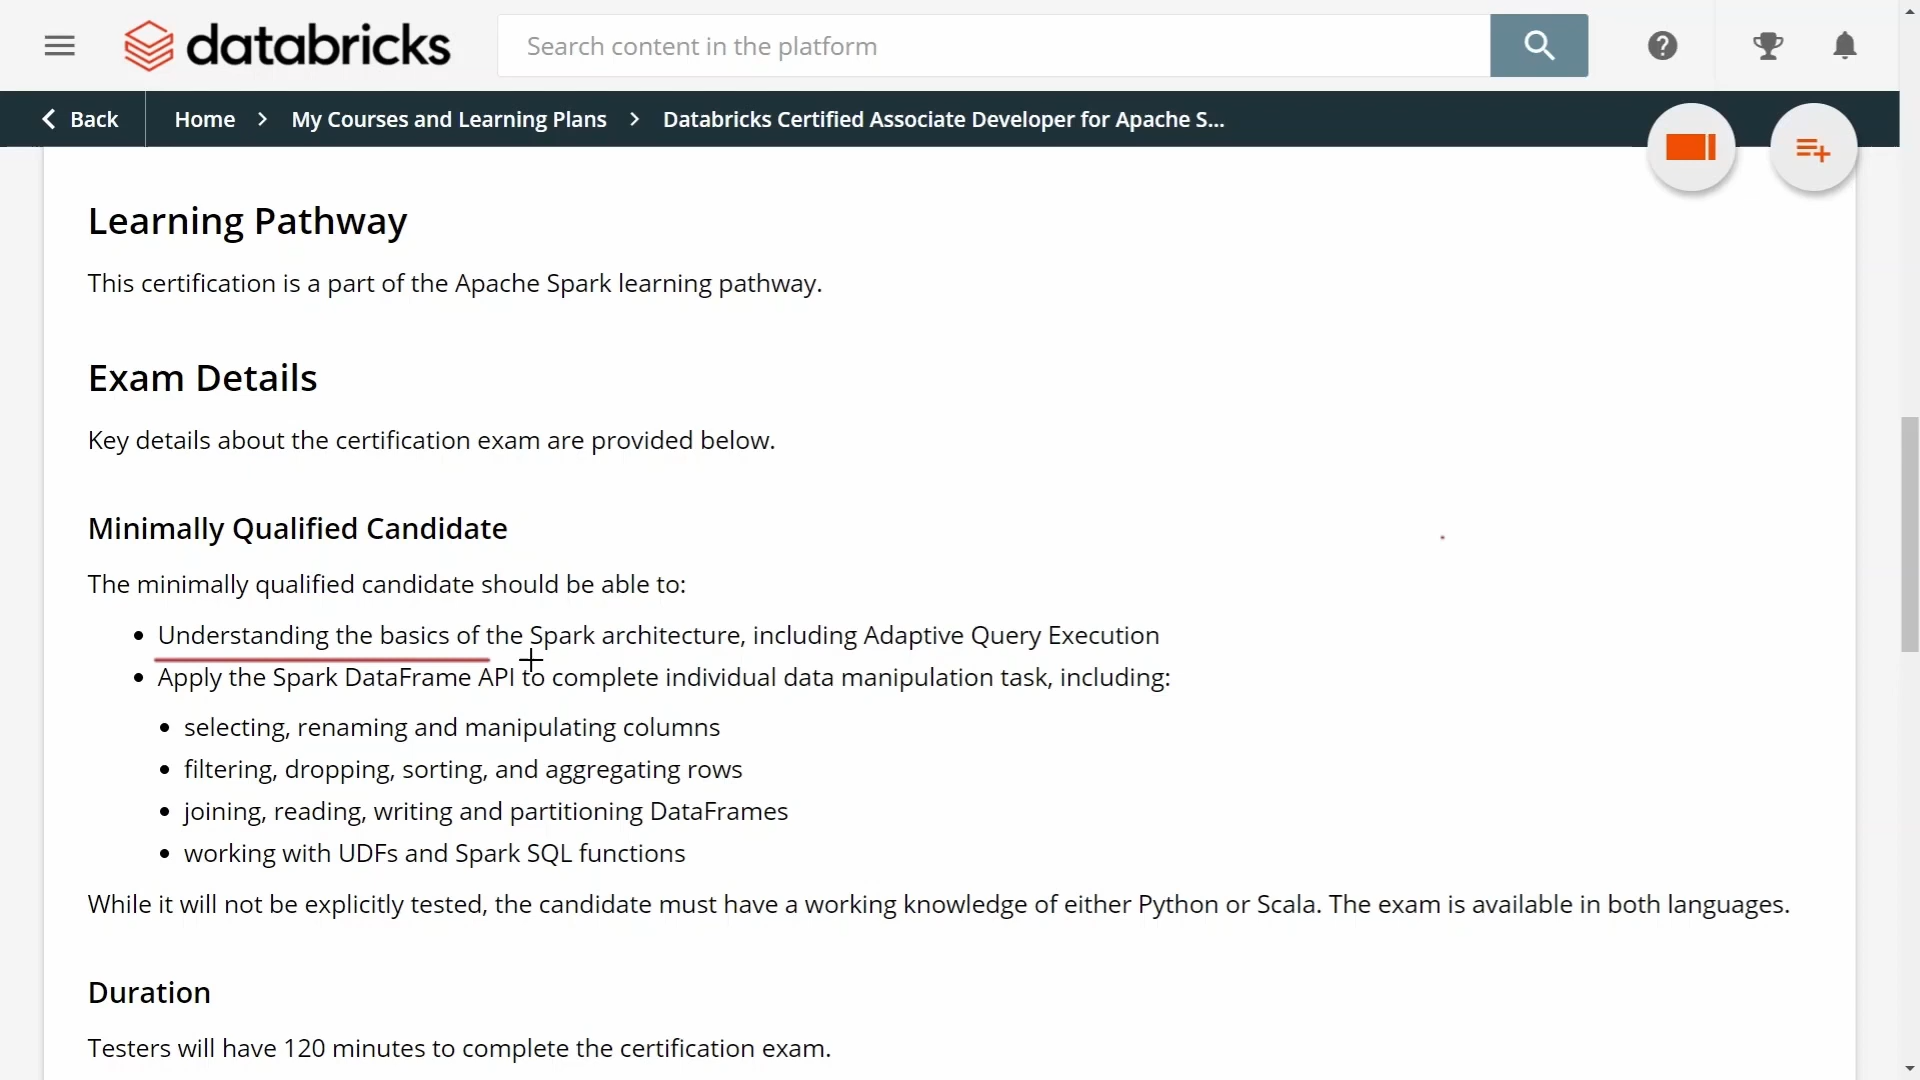 databricks
Search content in the platform
Back
Home > My Courses and Learning Plans > Databricks Certified Associate Developer for Apache S...
Learning Pathway
This certification is a part of the Apache Spark learning pathway.
Exam Details
Key details about the certification exam are provided below.
Minimally Qualified Candidate
The minimally qualified candidate should be able to:
• Understanding the basics of the Spark architecture, including Adaptive Query Execution
• Apply the Spark DataFrame API to complete individual data manipulation task, including:
• selecting, renaming and manipulating columns
• filtering, dropping, sorting, and aggregating rows
• joining, reading, writing and partitioning DataFrames
• working with UDFs and Spark SQL functions
While it will not be explicitly tested, the candidate must have a working knowledge of either Python or Scala. The exam is available in both languages.
Duration
Testers will have 120 minutes to complete the certification exam.